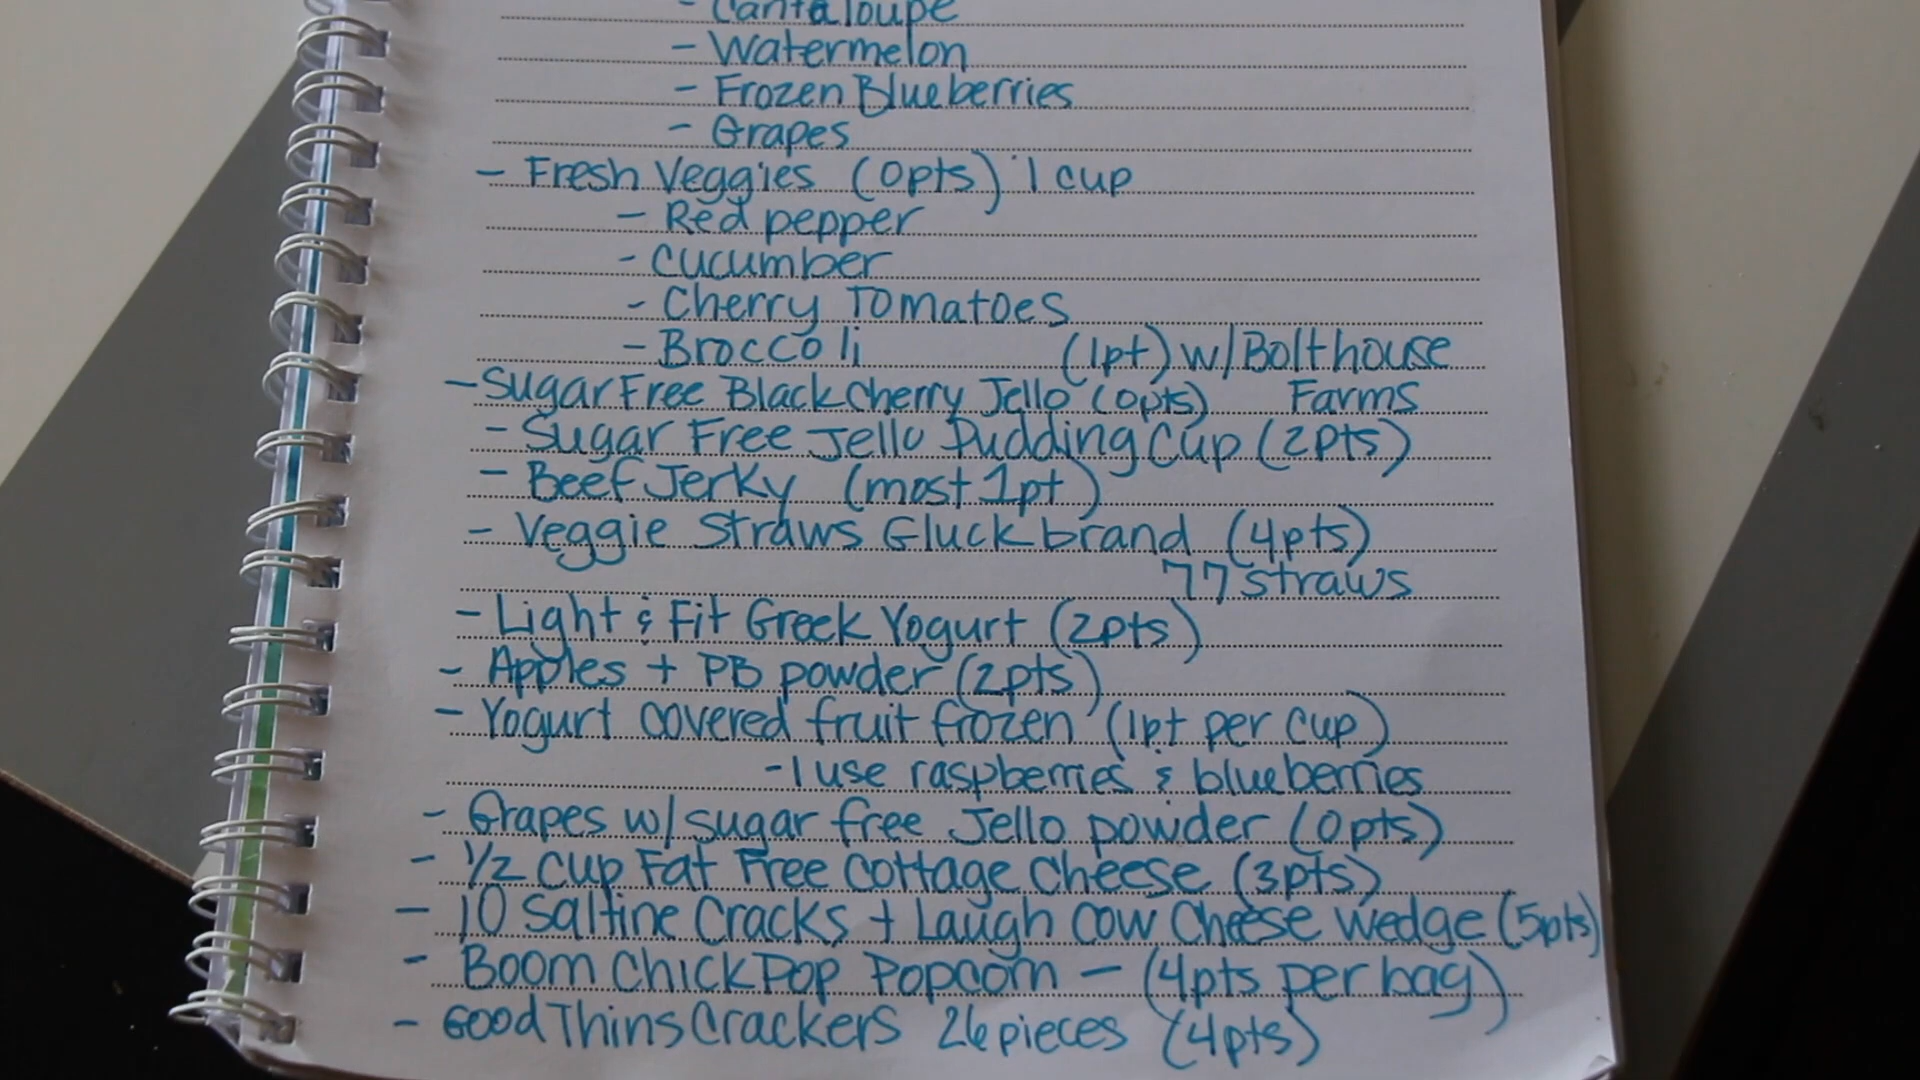 - Cantaloupe
- Watermelon
- Frozen Blueberries
- Grapes
- Fresh Veggies (0pts) 1 cup
- Red pepper
- Cucumber
- Cherry Tomatoes
- Broccoli (1pt) w/Bolthouse
Farms
- Sugar Free Black Cherry Jello (0pts)
- Sugar Free Jello Pudding Cup (2pts)
- Beef Jerky (most 1pt)
- Veggie Straws Gluck brand (4pts)
77 straws
- Light & Fit Greek Yogurt (2pts)
- Apples + PB powder (2pts)
- Yogurt covered fruit frozen (1pt per cup)
- I use raspberries & blueberries
- Grapes w/ sugar free Jello powder (0pts)
- 1/2 cup Fat Free Cottage Cheese (3pts)
- 10 Saltine Cracks + Laugh Cow Cheese Wedge (5pts)
- Boom Chick Pop Popcorn - (4pts per bag)
- Good Thins Crackers 26 pieces (4pts)